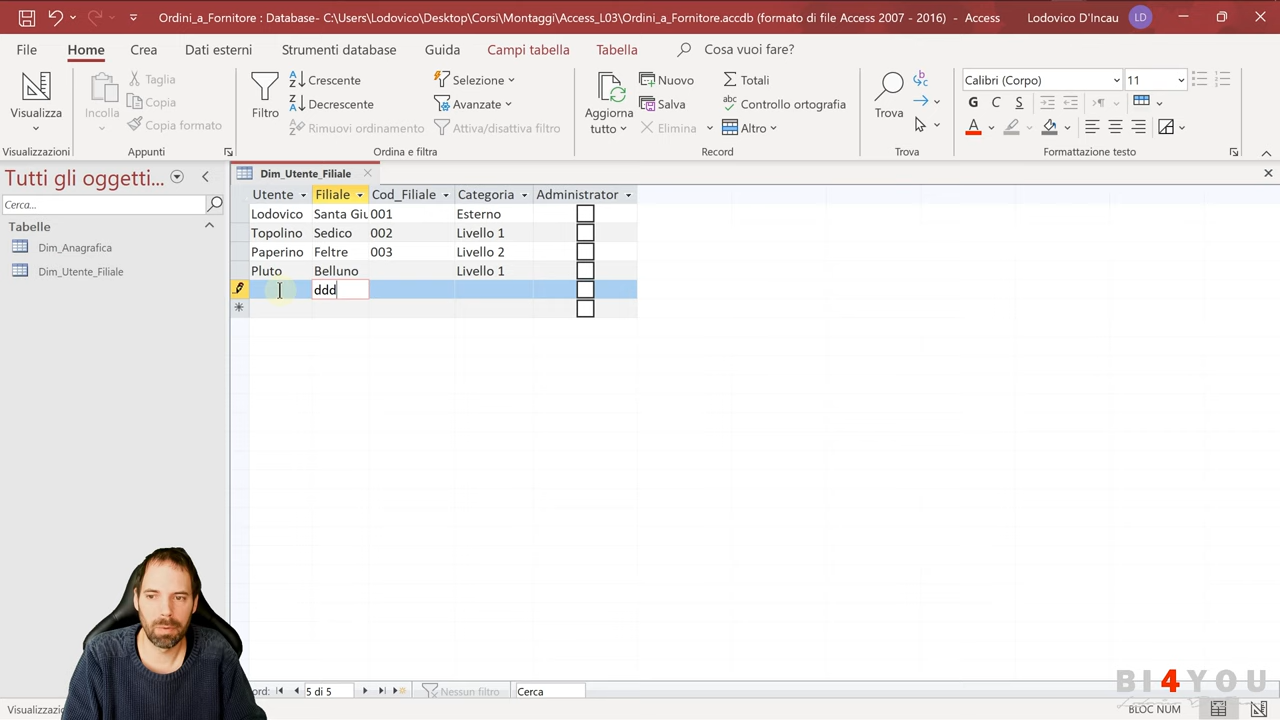 Ordini_a_Fornitore : Database- C:\Users\Lodovico\Desktop\Corsi\Montaggi\Access_L03\Ordini_a_Fornitore.accdb (formato di file Access 2007 - 2016) - Access
Lodovico D'Incau
LD
File
Home
Crea
Dati esterni
Strumenti database
Guida
Campi tabella
Tabella
Cosa vuoi fare?
Visualizza
Incolla
Taglia
Copia
Copia formato
Filtro
Crescente
Decrescente
Rimuovi ordinamento
Selezione
Avanzate
Attiva/disattiva filtro
Aggiorna
tutto
Nuovo
Salva
Elimina
Totali
Controllo ortografia
Altro
Trova
Calibri (Corpo)
11
G C S
Visualizzazioni
Appunti
Ordina e filtra
Record
Trova
Formattazione testo
Tutti gli oggetti...
Cerca...
Tabelle
Dim_Anagrafica
Dim_Utente_Filiale
Dim_Utente_Filiale
Utente Filiale Cod_Filiale Categoria Administrator
Lodovico Santa Giu 001 Esterno
Topolino Sedico 002 Livello 1
Paperino Feltre 003 Livello 2
Pluto Belluno Livello 1
ddd
ord: 5 di 5 Nessun filtro Cerca
Visualizzazio
BLOC NUM
BI4YOU